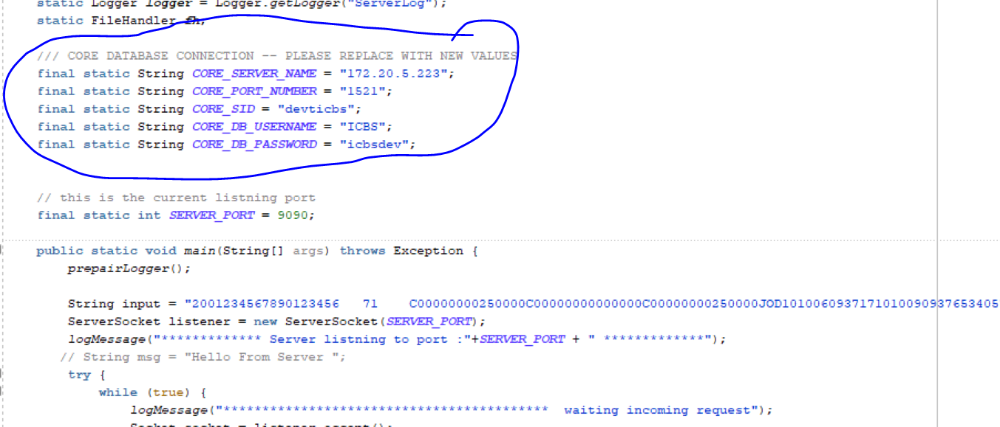 static Logger logger = Logger.getLogger("ServerLog");
static FileHandler fh;
/// CORE DATABASE CONNECTION -- PLEASE REPLACE WITH NEW VALUES
final static String CORE_SERVER_NAME = "172.20.5.223";
final static String CORE_PORT_NUMBER = "1521";
final static String CORE_SID = "devticbs";
final static String CORE_DB_USERNAME = "ICBS";
final static String CORE_DB_PASSWORD = "icbsdev";
// this is the current listning port
final static int SERVER_PORT = 9090;
public static void main(String[] args) throws Exception {
prepairLogger();
String input = "2001234567890123456   71    C00000000250000C00000000000000C00000000250000JOD1010060937171010090937653405
ServerSocket listener = new ServerSocket(SERVER_PORT);
logMessage("************* Server listning to port :"+SERVER_PORT + " *************");
// String msg = "Hello From Server ";
try {
while (true) {
logMessage("******************************************  waiting incoming request");
Socket socket = listener.accept();